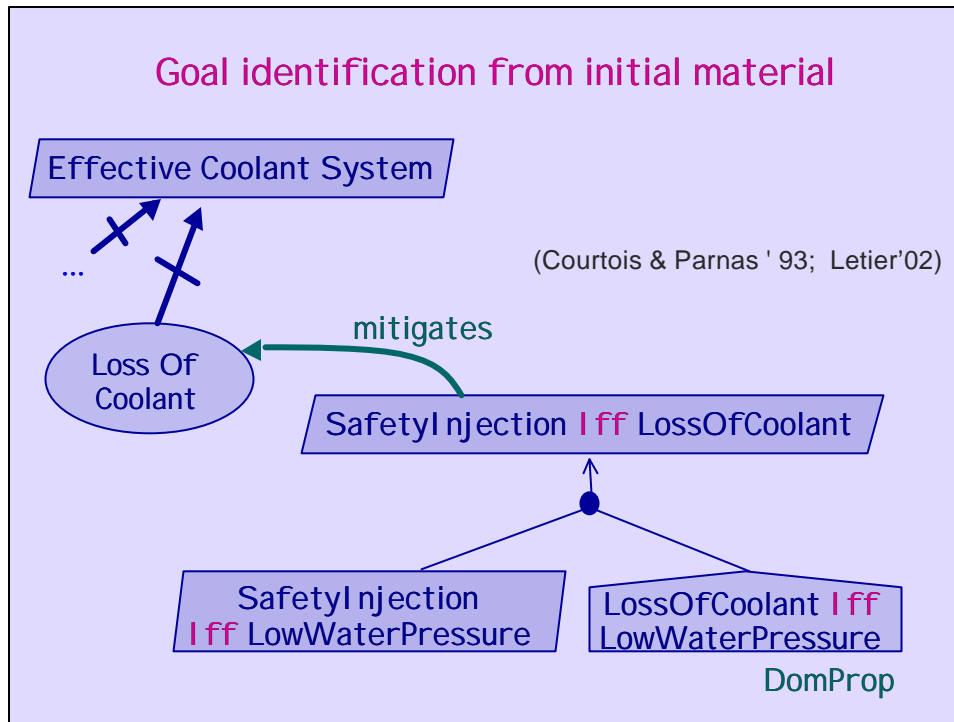 Goal identification from initial material
Effective Coolant System
...
(Courtois & Parnas ' 93; Letier'02)
mitigates
Loss Of
Coolant
SafetyInjection Iff LossOfCoolant
SafetyInjection
Iff LowWaterPressure
LossOfCoolant Iff
LowWaterPressure
DomProp